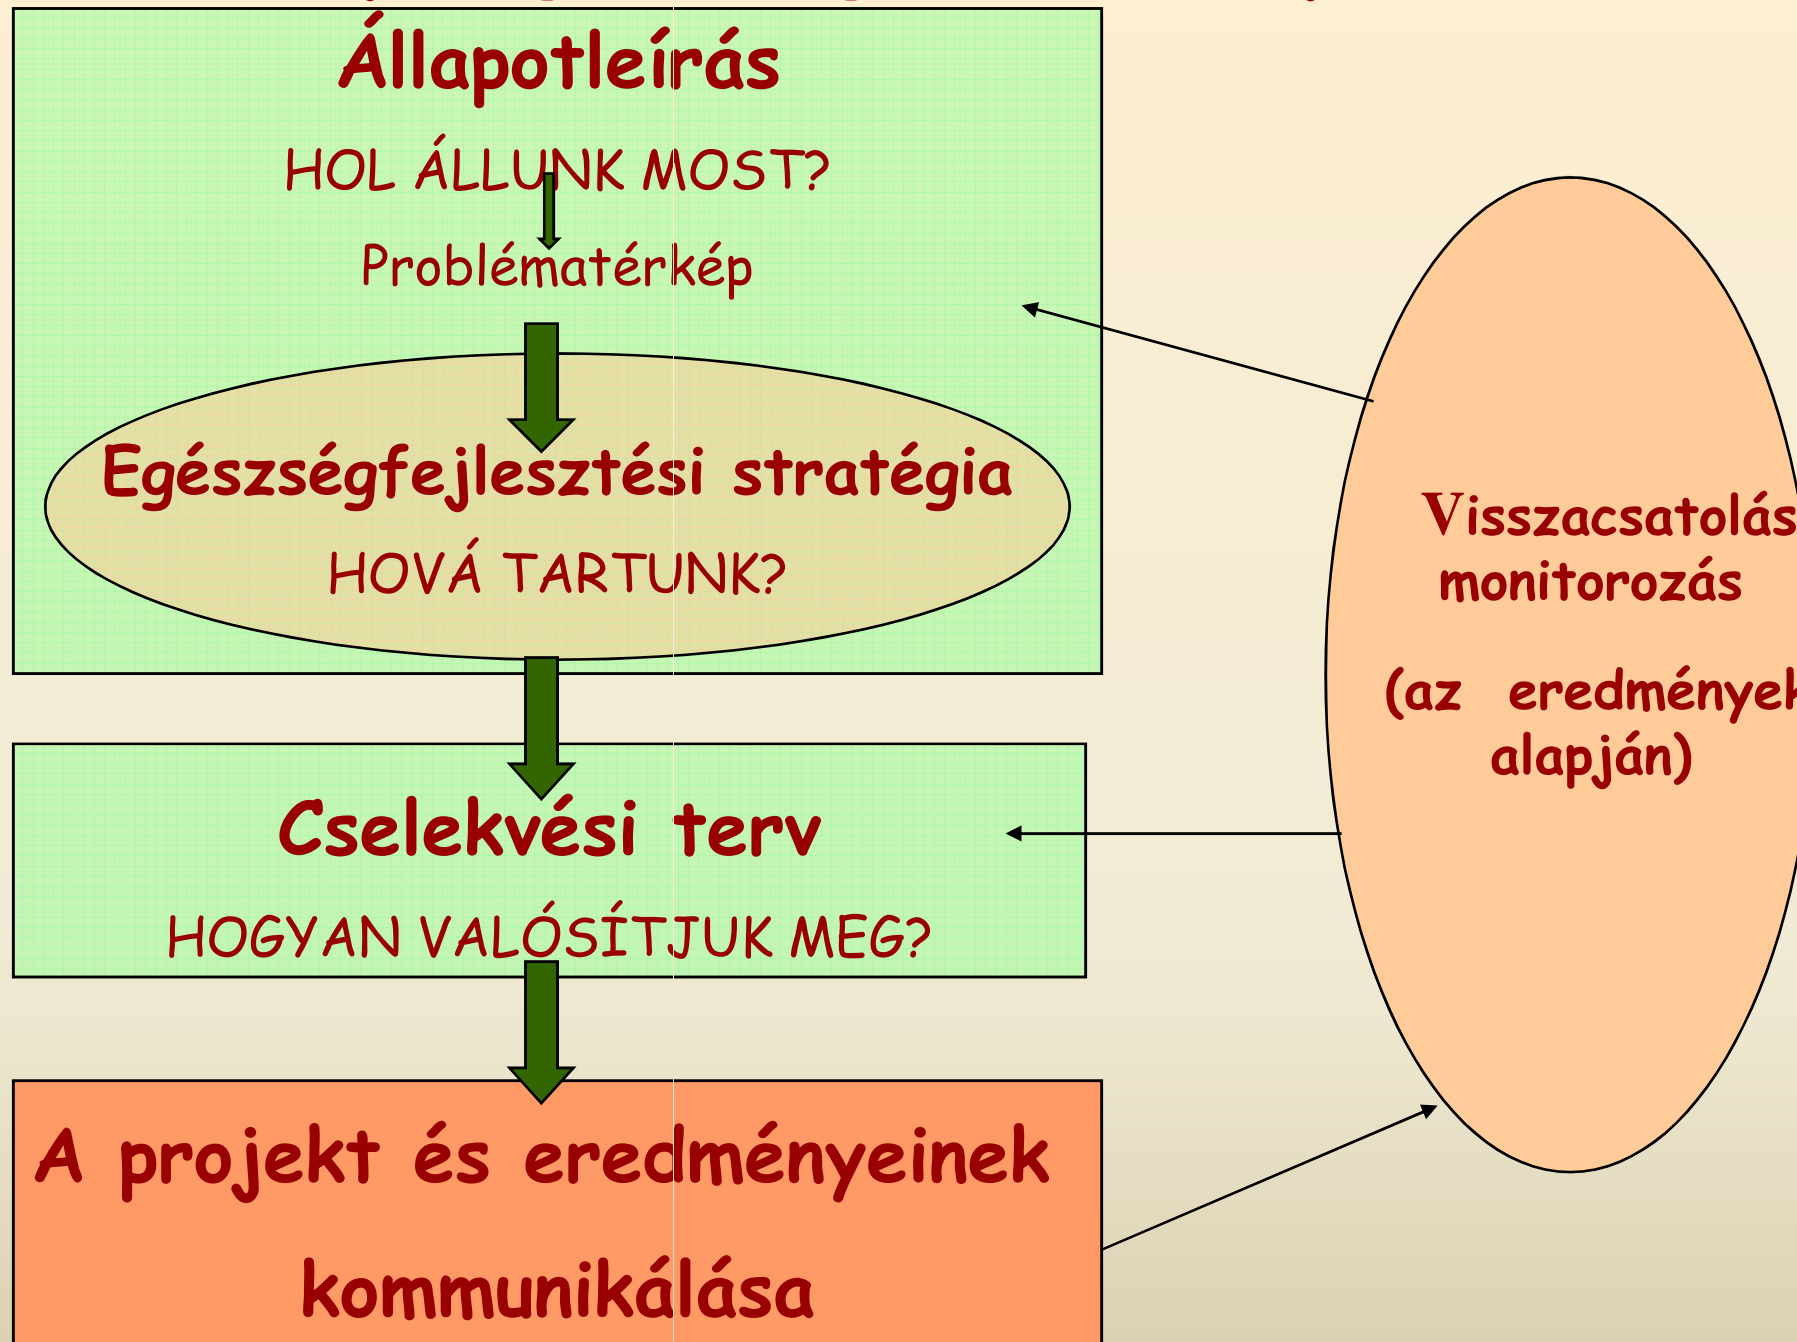 Állapotleírás
HOL ÁLLUNK MOST?
Problématérkép
Egészségfejlesztési stratégia
HOVÁ TARTUNK?
Cselekvési terv
HOGYAN VALÓSÍTJUK MEG?
A projekt és eredményeinek
kommunikálása
Visszacsatolás
monitorozás
(az eredmények
alapján)